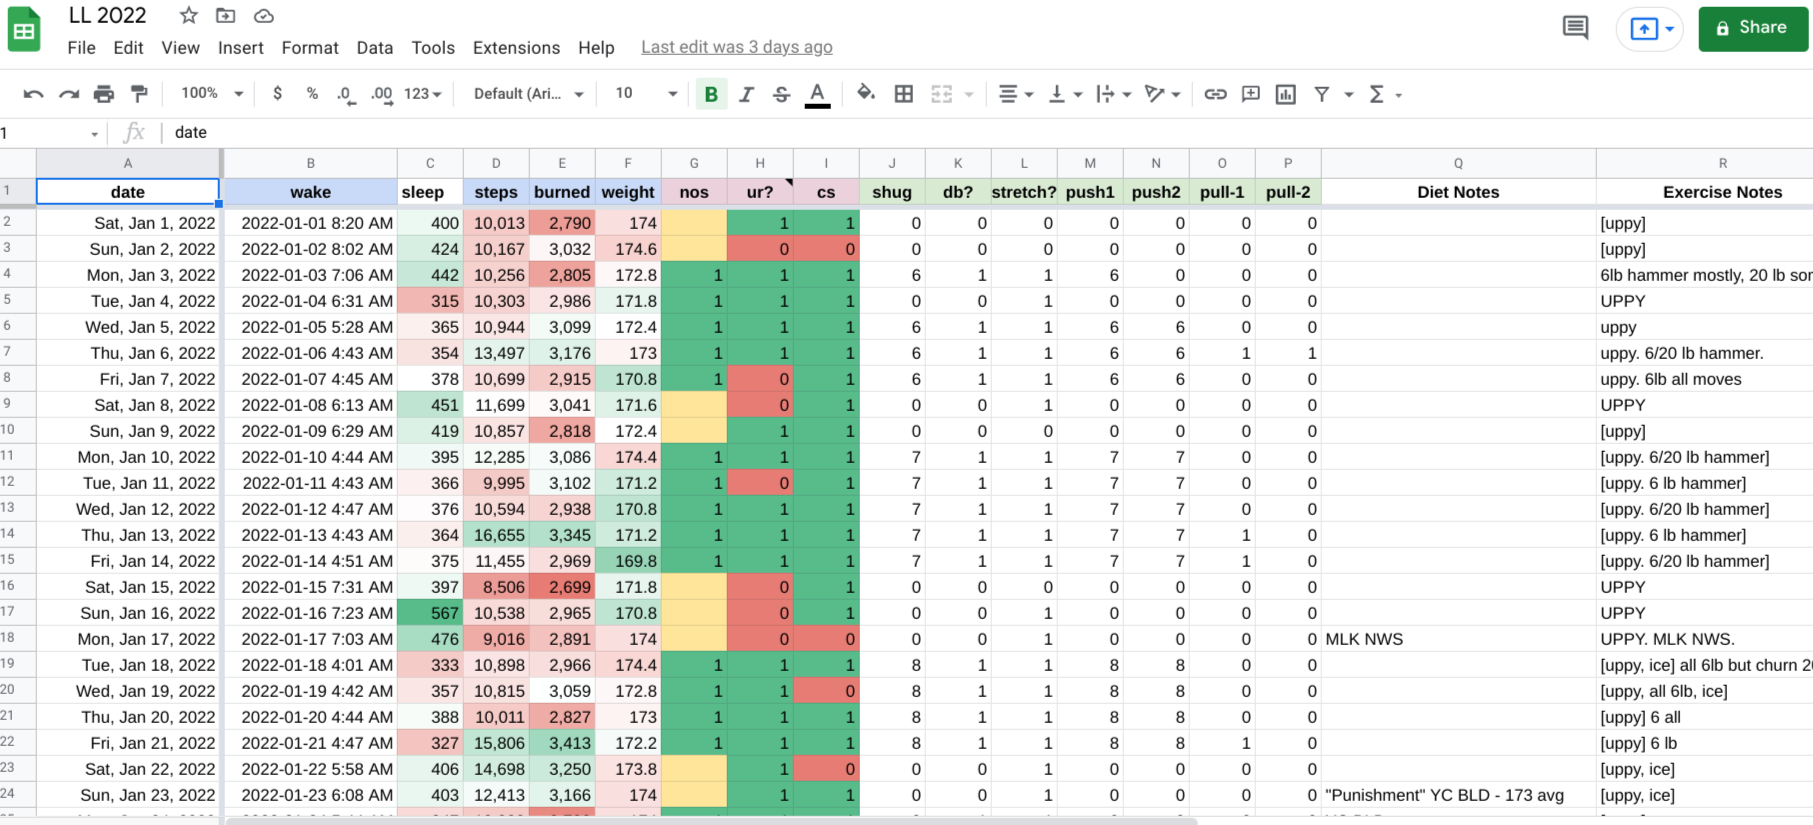 LL 2022
File Edit View Insert Format Data Tools Extensions Help Last edit was 3 days ago
Share
100% $ % .0 .00 123 Default (Ari... 10 B I S A
1 fx date
A B C D E F G H I J K L M N O P Q R
1 date wake sleep steps burned weight nos ur? cs shug db? stretch? push1 push2 pull-1 pull-2 Diet Notes Exercise Notes
2 Sat, Jan 1, 2022 2022-01-01 8:20 AM 400 10,013 2,790 174 1 1 0 0 0 0 0 0 0 [uppy]
3 Sun, Jan 2, 2022 2022-01-02 8:02 AM 424 10,167 3,032 174.6 0 0 0 0 0 0 0 0 0 [uppy]
4 Mon, Jan 3, 2022 2022-01-03 7:06 AM 442 10,256 2,805 172.8 1 1 1 6 1 1 6 0 0 0 6lb hammer mostly, 20 lb sor
5 Tue, Jan 4, 2022 2022-01-04 6:31 AM 315 10,303 2,986 171.8 1 1 1 0 0 1 0 0 0 0 UPPY
6 Wed, Jan 5, 2022 2022-01-05 5:28 AM 365 10,944 3,099 172.4 1 1 1 6 1 1 6 6 0 0 uppy
7 Thu, Jan 6, 2022 2022-01-06 4:43 AM 354 13,497 3,176 173 1 1 1 6 1 1 6 6 1 1 uppy. 6/20 lb hammer.
8 Fri, Jan 7, 2022 2022-01-07 4:45 AM 378 10,699 2,915 170.8 1 0 1 6 1 1 6 6 0 0 uppy. 6lb all moves
9 Sat, Jan 8, 2022 2022-01-08 6:13 AM 451 11,699 3,041 171.6 0 1 0 0 1 0 0 0 0 UPPY
10 Sun, Jan 9, 2022 2022-01-09 6:29 AM 419 10,857 2,818 172.4 1 1 0 0 0 0 0 0 0 [uppy]
11 Mon, Jan 10, 2022 2022-01-10 4:44 AM 395 12,285 3,086 174.4 1 1 1 7 1 1 7 7 0 0 [uppy. 6/20 lb hammer]
12 Tue, Jan 11, 2022 2022-01-11 4:43 AM 366 9,995 3,102 171.2 1 0 1 7 1 1 7 7 0 0 [uppy. 6 lb hammer]
13 Wed, Jan 12, 2022 2022-01-12 4:47 AM 376 10,594 2,938 170.8 1 1 1 7 1 1 7 7 0 0 [uppy. 6/20 lb hammer]
14 Thu, Jan 13, 2022 2022-01-13 4:43 AM 364 16,655 3,345 171.2 1 1 1 7 1 1 7 7 1 0 [uppy. 6 lb hammer]
15 Fri, Jan 14, 2022 2022-01-14 4:51 AM 375 11,455 2,969 169.8 1 1 1 7 1 1 7 7 1 0 [uppy. 6/20 lb hammer]
16 Sat, Jan 15, 2022 2022-01-15 7:31 AM 397 8,506 2,699 171.8 0 1 0 0 0 0 0 0 0 UPPY
17 Sun, Jan 16, 2022 2022-01-16 7:23 AM 567 10,538 2,965 170.8 0 1 0 0 1 0 0 0 0 UPPY
18 Mon, Jan 17, 2022 2022-01-17 7:03 AM 476 9,016 2,891 174 0 0 0 0 1 0 0 0 0 MLK NWS UPPY. MLK NWS.
19 Tue, Jan 18, 2022 2022-01-18 4:01 AM 333 10,898 2,966 174.4 1 1 1 8 1 1 8 8 0 0 [uppy, ice] all 6lb but churn 2
20 Wed, Jan 19, 2022 2022-01-19 4:42 AM 357 10,815 3,059 172.8 1 1 0 8 1 1 8 8 0 0 [uppy, all 6lb, ice]
21 Thu, Jan 20, 2022 2022-01-20 4:44 AM 388 10,011 2,827 173 1 1 1 8 1 1 8 8 0 0 [uppy] 6 all
22 Fri, Jan 21, 2022 2022-01-21 4:47 AM 327 15,806 3,413 172.2 1 1 1 8 1 1 8 8 1 0 [uppy] 6 lb
23 Sat, Jan 22, 2022 2022-01-22 5:58 AM 406 14,698 3,250 173.8 1 0 0 0 1 0 0 0 0 [uppy, ice]
24 Sun, Jan 23, 2022 2022-01-23 6:08 AM 403 12,413 3,166 174 1 1 0 0 1 0 0 0 0 "Punishment" YC BLD - 173 avg [uppy, ice]